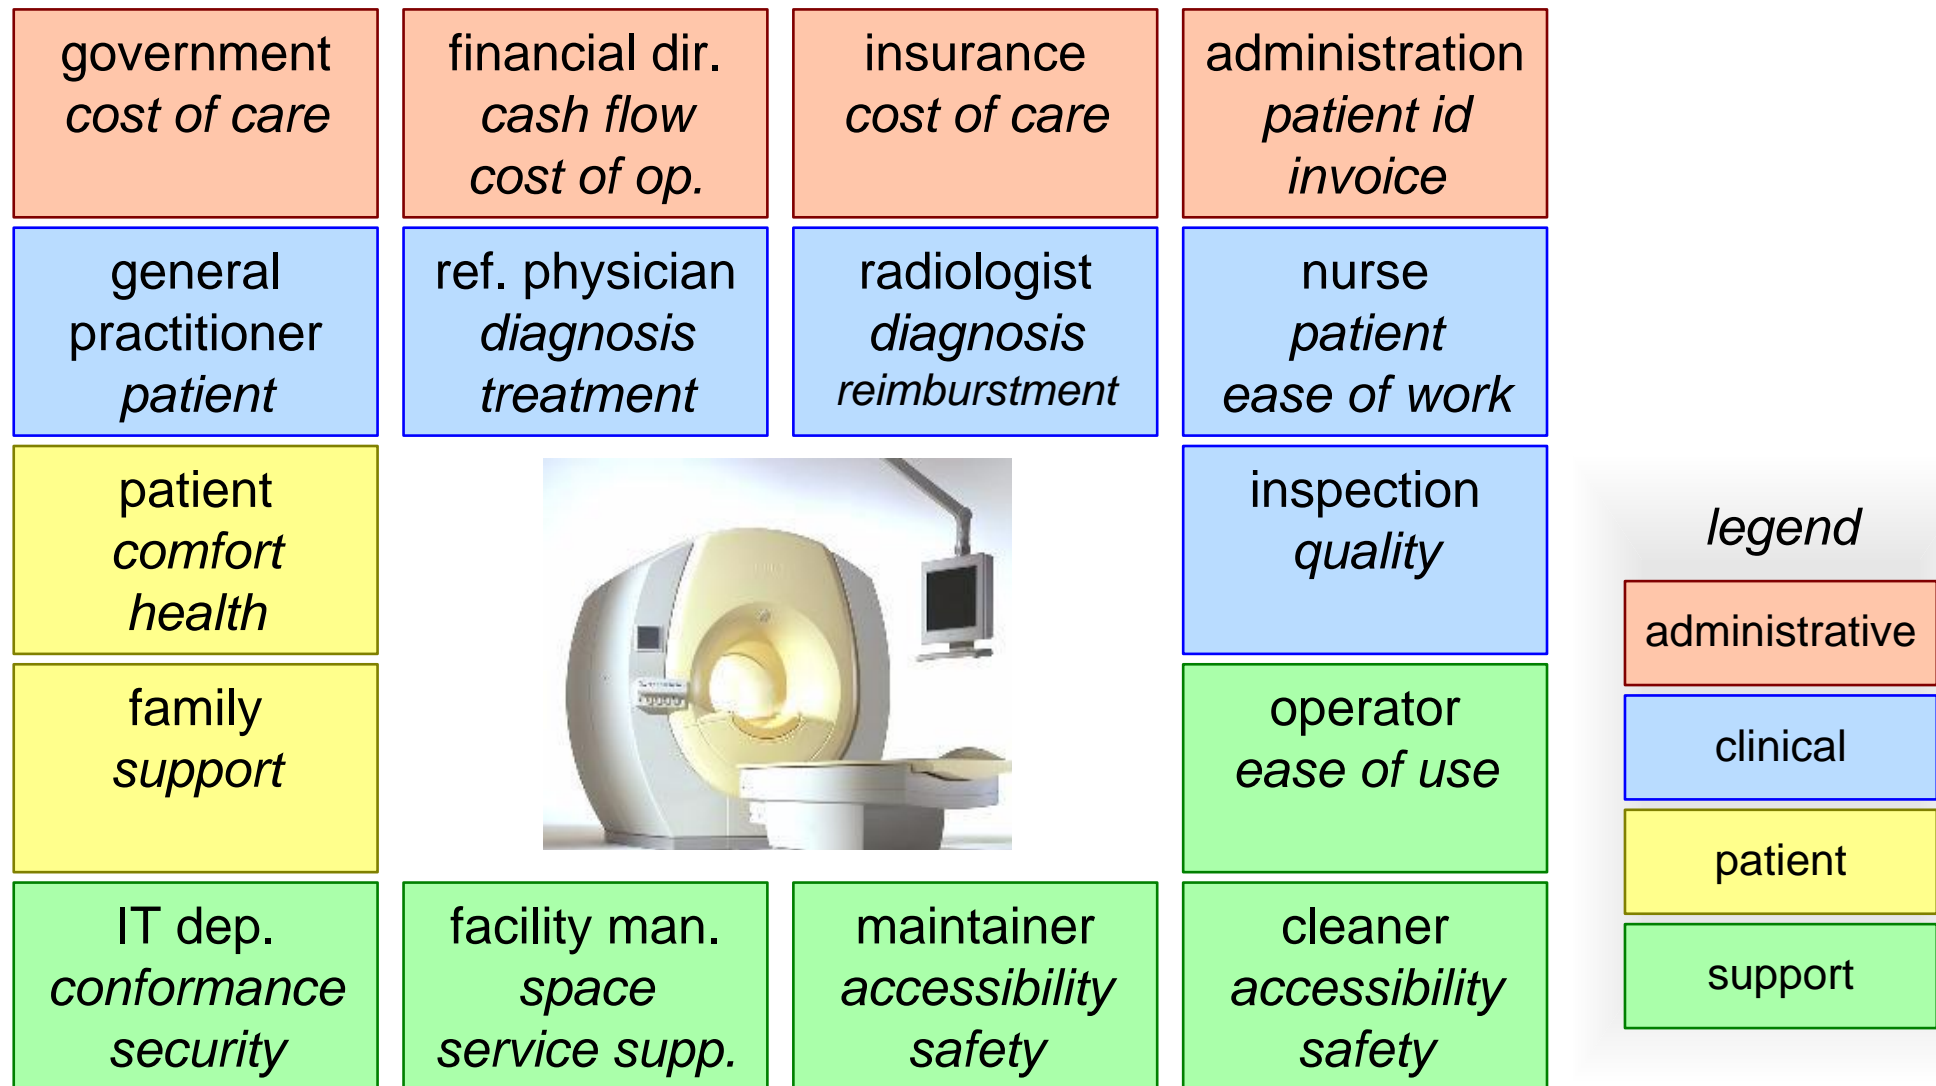 government
cost of care
financial dir.
cash flow
cost of op.
insurance
cost of care
administration
patient id
invoice
general
practitioner
patient
ref. physician
diagnosis
treatment
radiologist
diagnosis
reimburstment
nurse
patient
ease of work
patient
comfort
health
inspection
quality
family
support
operator
ease of use
IT dep.
conformance
security
facility man.
space
service supp.
maintainer
accessibility
safety
cleaner
accessibility
safety
legend
administrative
clinical
patient
support